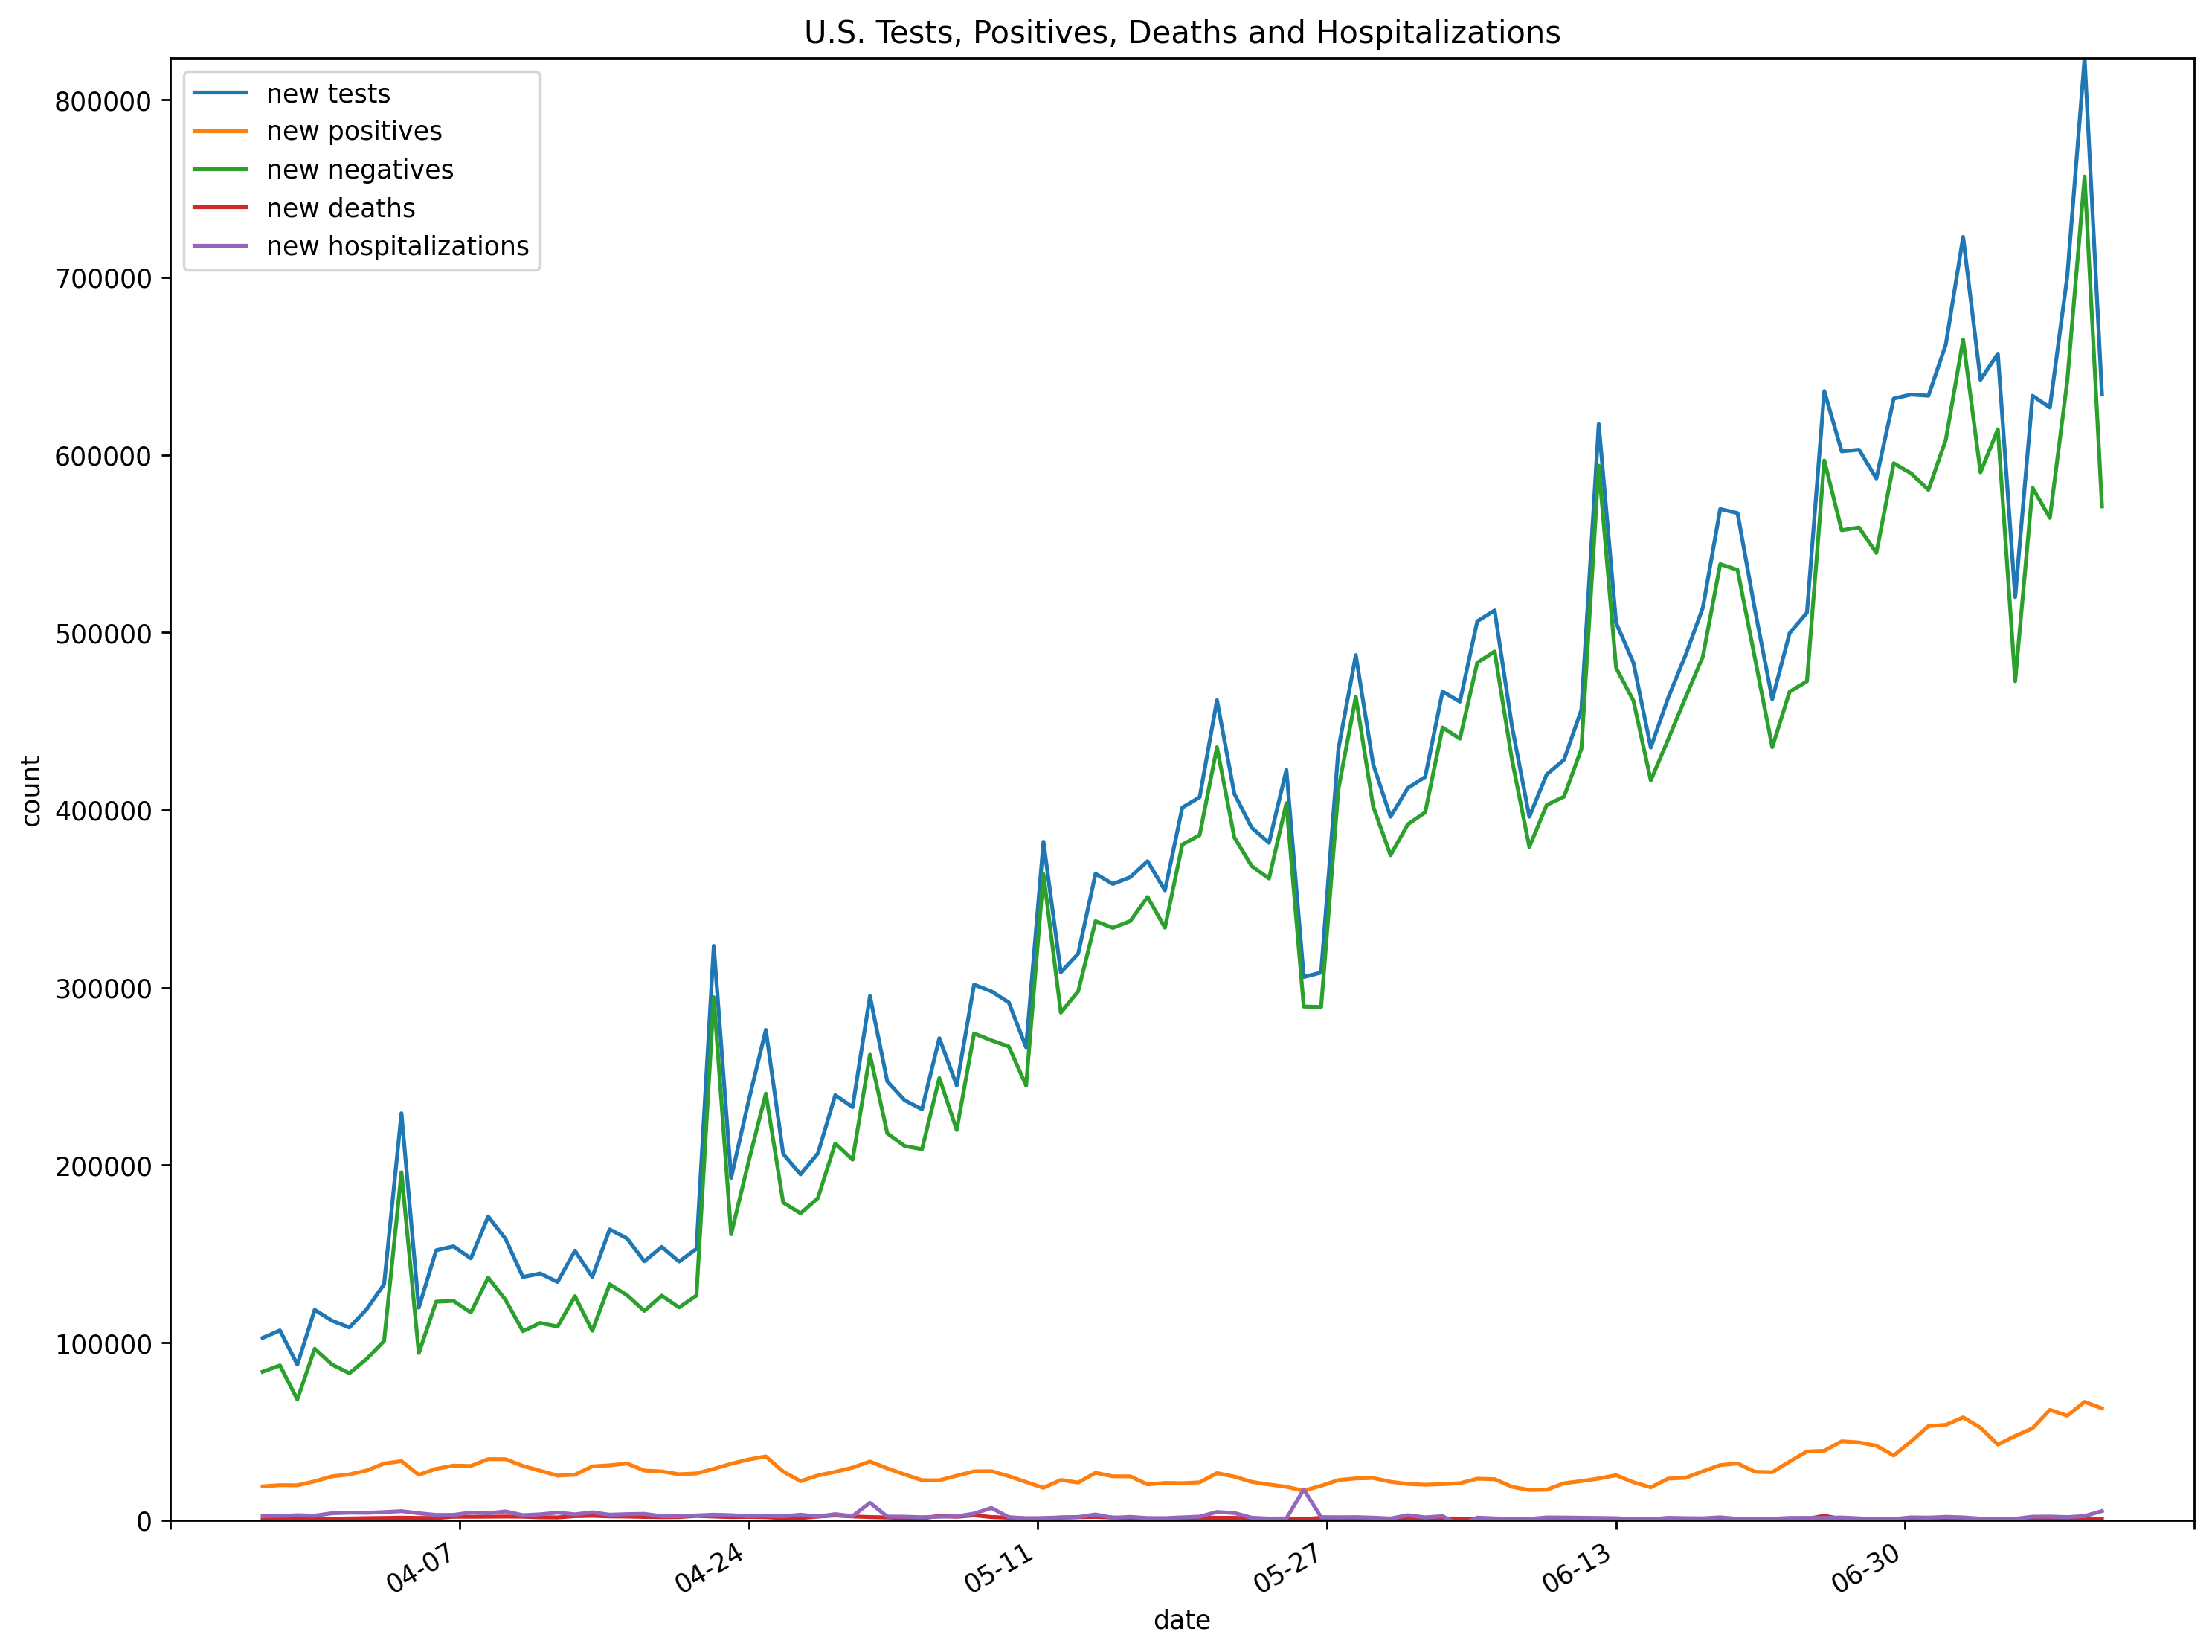 U.S. Tests, Positives, Deaths and Hospitalizations
new tests
new positives
new negatives
new deaths
new hospitalizations
800000
700000
600000
500000
400000
300000
200000
100000
0
count
04-07
04-24
05-11
05-27
06-13
06-30
date